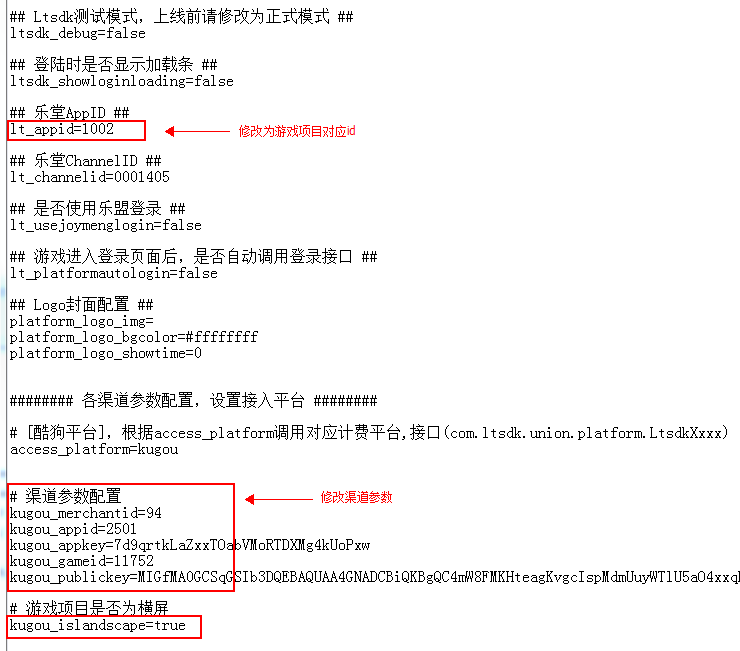 ## Ltsdk测试模式，上线前请修改为正式模式 ##
ltsdk_debug=false
## 登陆时是否显示加载条 ##
ltsdk_showloginloading=false
## 乐堂AppID ##
lt_appid=1002
修改为游戏项目对应id
## 乐堂ChannelID ##
lt_channelid=0001405
## 是否使用乐盟登录 ##
lt_usejoymenglogin=false
## 游戏进入登录页面后，是否自动调用登录接口 ##
lt_platformautologin=false
## Logo封面配置 ##
platform_logo_img=
platform_logo_bgcolor=#ffffffff
platform_logo_showtime=0
######## 各渠道参数配置，设置接入平台 ########
# [酷狗平台]，根据access_platform调用对应计费平台,接口(com.ltsdk.union.platform.LtsdkXxxx)
access_platform=kugou
# 渠道参数配置
修改渠道参数
kugou_merchantid=94
kugou_appid=2501
kugou_appkey=7d9qrtkLaZxxTOabVMoRTDXMg4kUoPxw
kugou_gameid=11752
kugou_publickey=MIGfMA0GCSqGSIb3DQEBAQUAA4GNADCBiQKBgQC4mW8FMKHteagKvgcIspMdmUuyWTlU5aO4xxq
# 游戏项目是否为横屏
kugou_islandscape=true